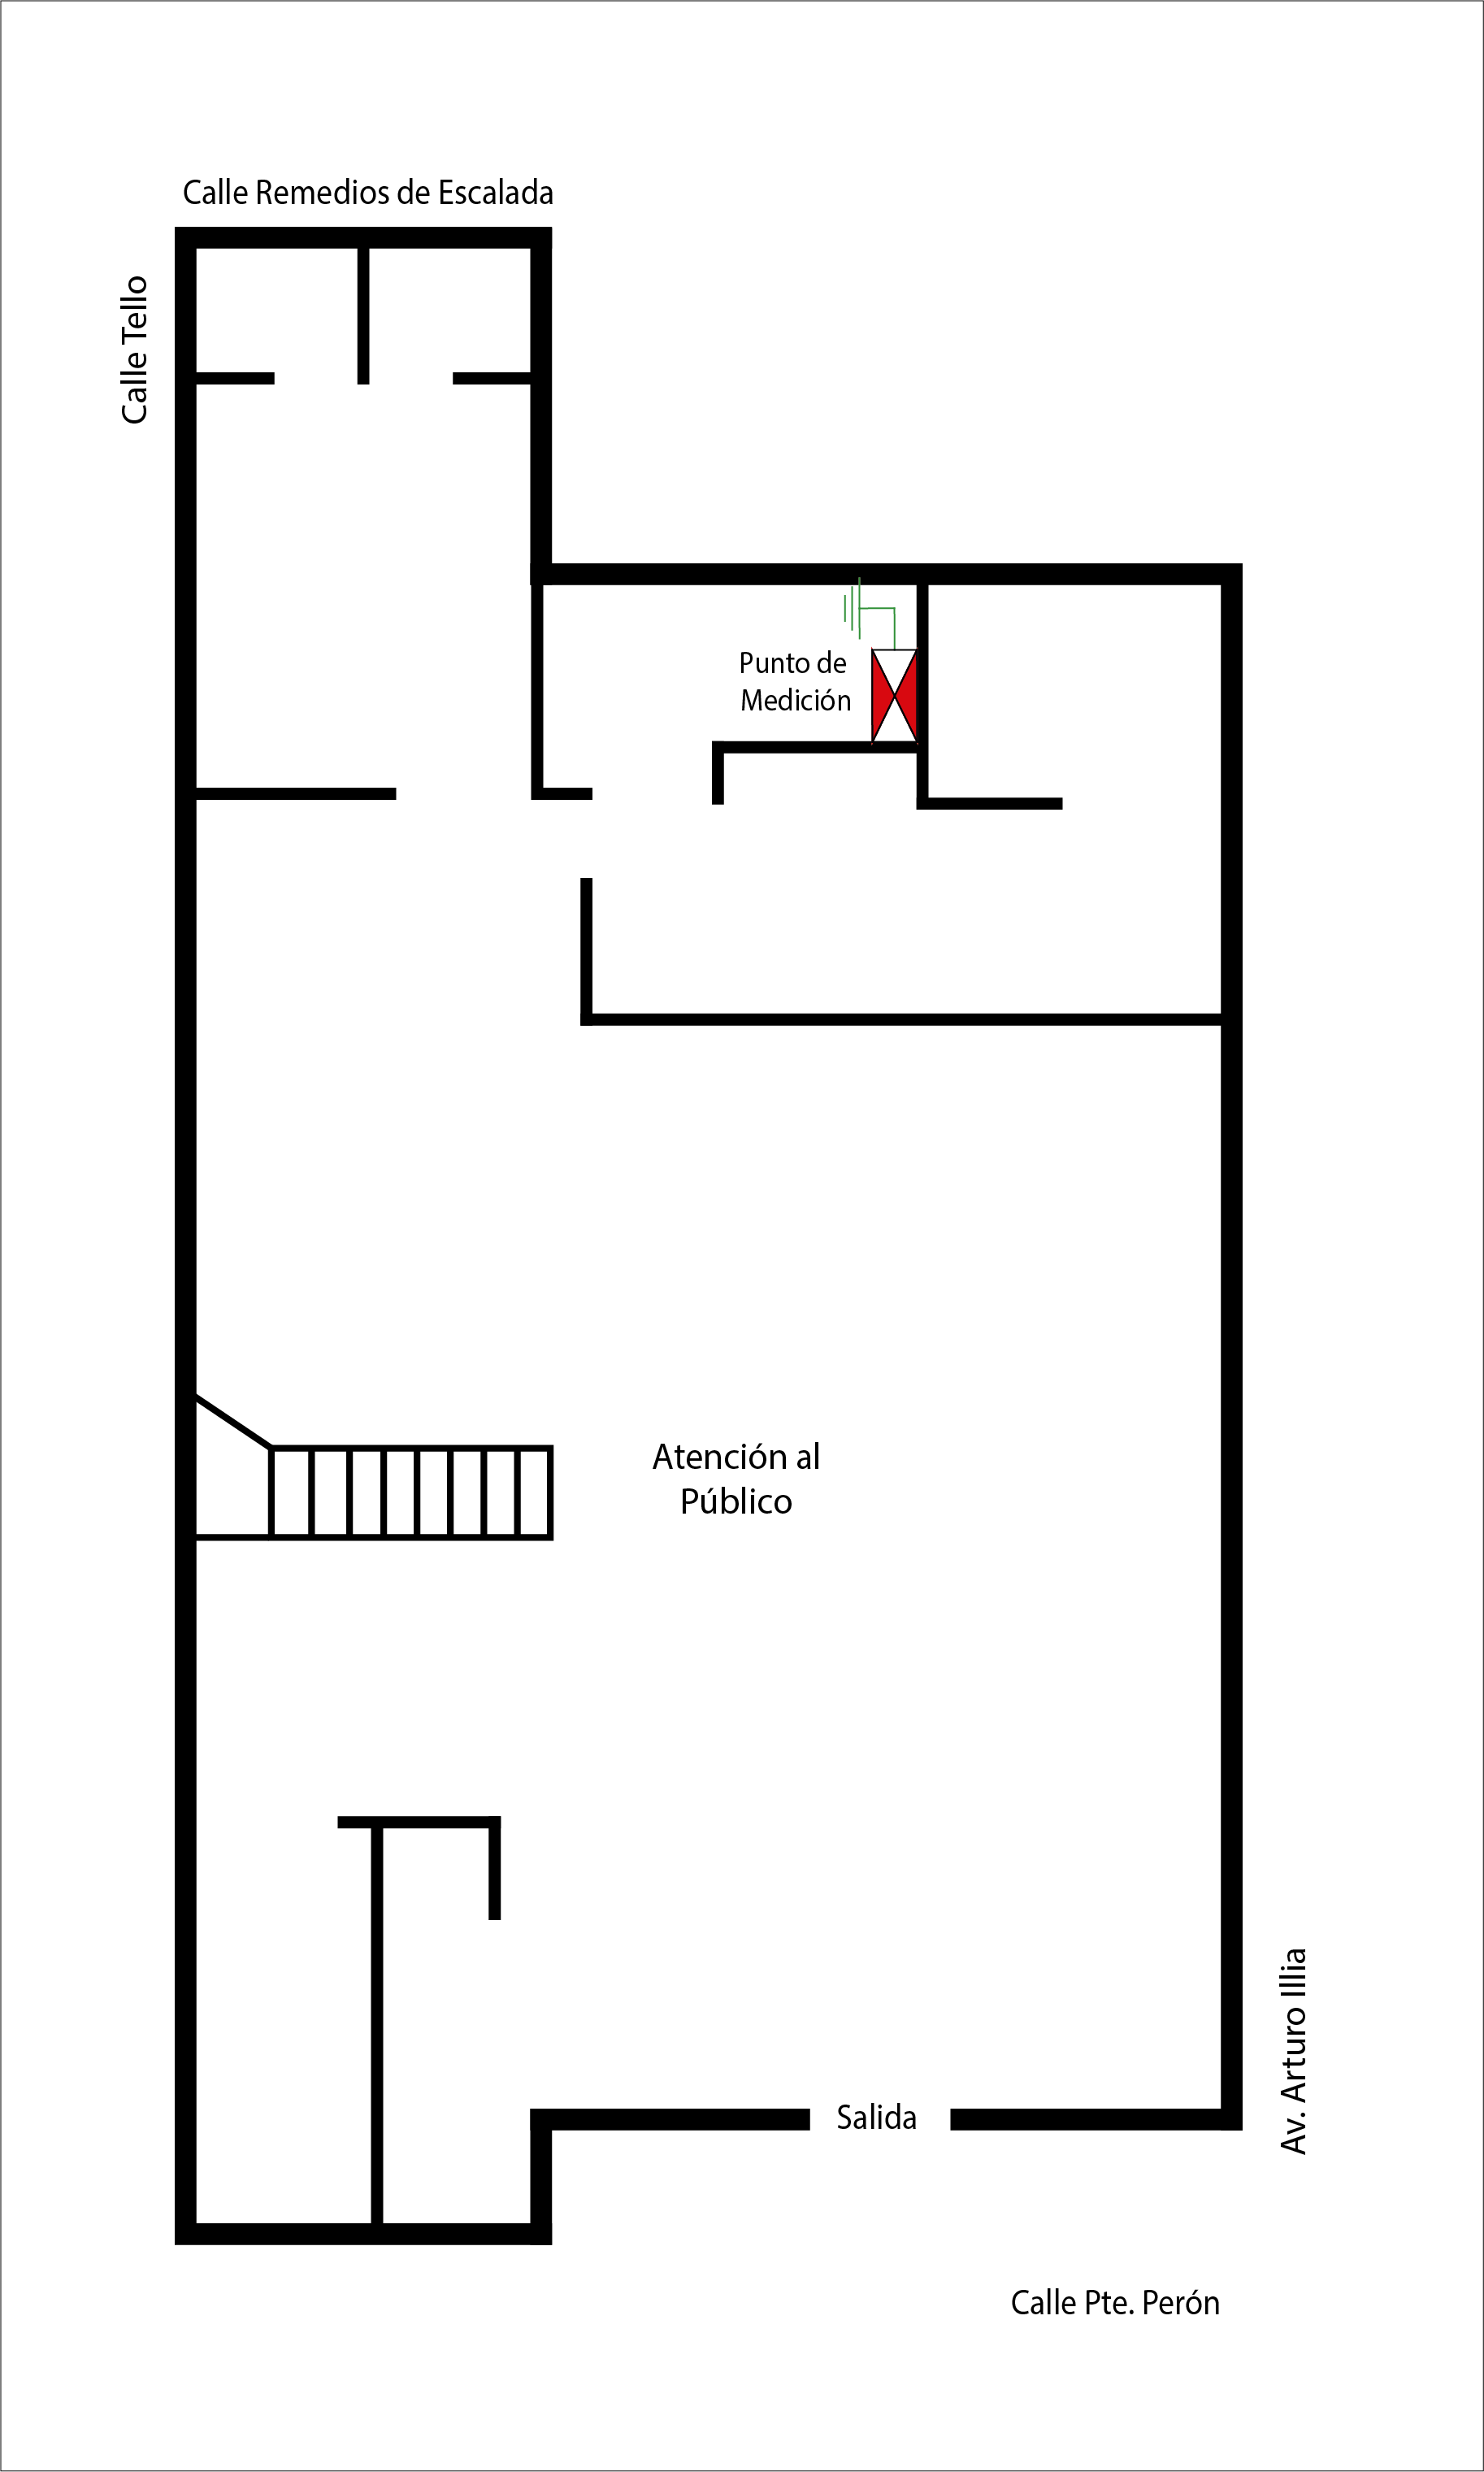 Calle Remedios de Escalada
Calle Tello
Punto de
Medición
Atención al
Público
Av. Arturo Illia
Salida
Calle Pte. Perón